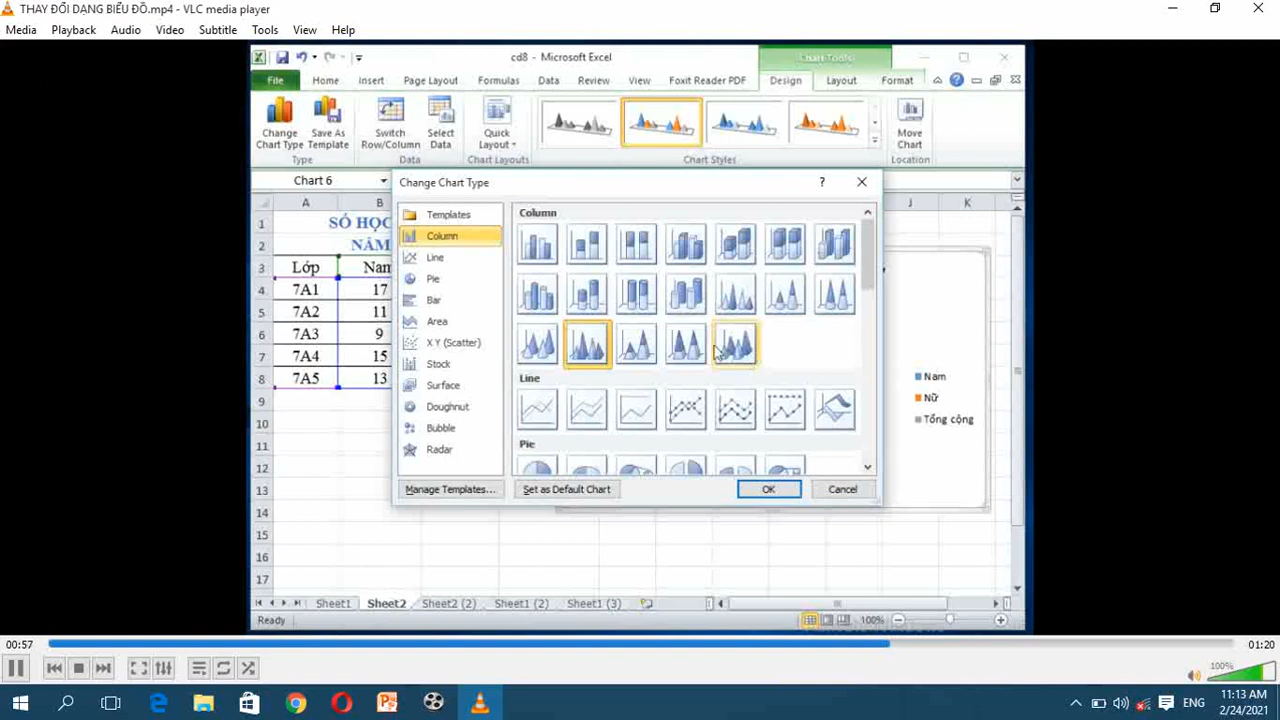 THAY ĐỔI DẠNG BIỂU ĐỒ.mp4 - VLC media player
Media Playback Audio Video Subtitle Tools View Help
cd8 - Microsoft Excel
Chart Tools
File Home Insert Page Layout Formulas Data Review View Foxit Reader PDF Design Layout Format
Change Chart Type
Save As Template
Switch Row/Column
Select Data
Quick Layout
Move Chart
Type
Data
Chart Layouts
Chart Styles
Location
Chart 6
Change Chart Type
?
A B J K
1 SỐ HỌC
2 NĂM
3 Lớp Nam
4 7A1 17
5 7A2 11
6 7A3 9
7 7A4 15
8 7A5 13
9
10
11
12
13
14
15
16
17
Templates
Column
Line
Pie
Bar
Area
X Y (Scatter)
Stock
Surface
Doughnut
Bubble
Radar
Column
Line
Pie
Manage Templates...
Set as Default Chart
OK
Cancel
Nam
Nữ
Tổng cộng
Sheet1 Sheet2 Sheet2 (2) Sheet1 (2) Sheet1 (3)
Ready
100%
00:57
01:20
100%
ENG
11:13 AM
2/24/2021